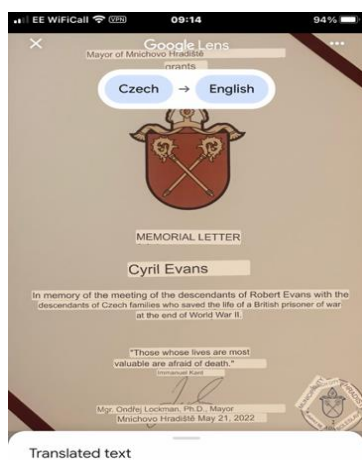 EE WiFiCall VPN 09:14 94%
Google Lens
Mayor of Mnichovo Hradiště
grants
Czech → English
MEMORIAL LETTER
Cyril Evans
In memory of the meeting of the descendants of Robert Evans with the
descendants of Czech families who saved the life of a British prisoner of war
at the end of World War II.
"Those whose lives are most
valuable are afraid of death."
Immanuel Kant
Mgr. Ondřej Lockman, Ph.D., Mayor
Mnichovo Hradiště May 21, 2022
Translated text